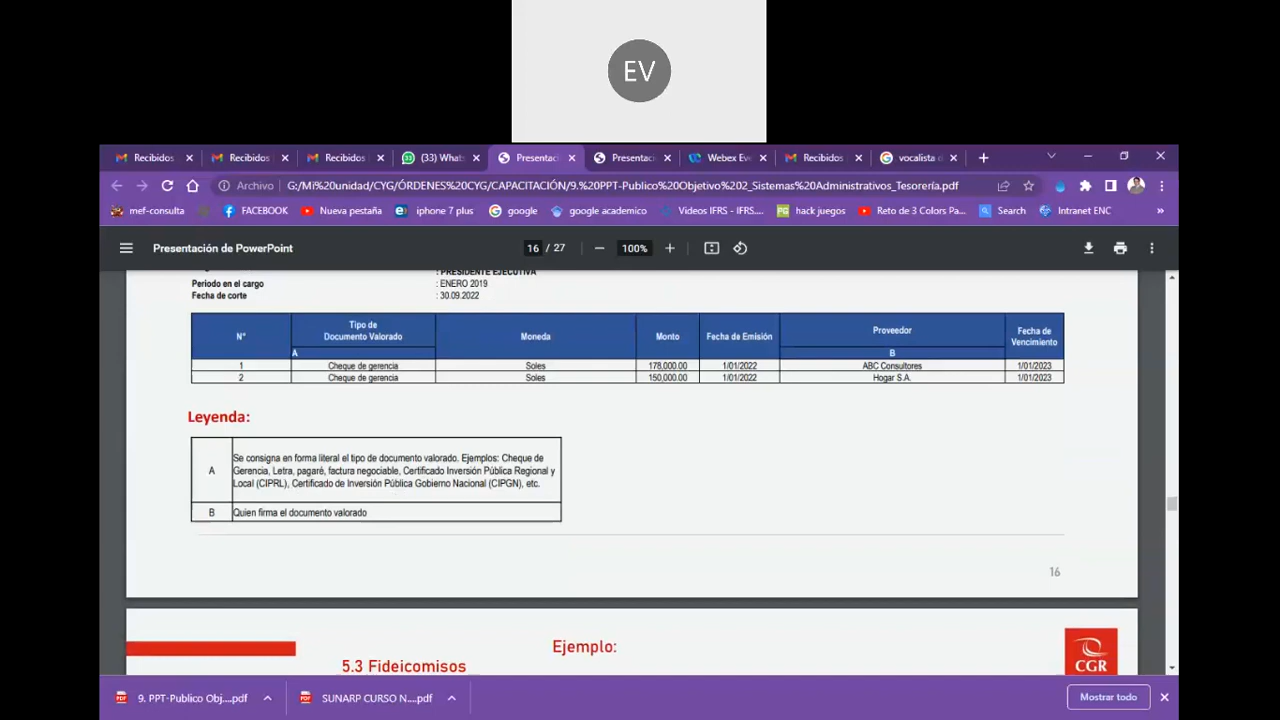 EV
Recibidos
Recibidos
Recibidos
(33) Whats
Presentaci
Presentaci
Webex Eve
Recibidos
vocalista d
Archivo
G:/Mi%20unidad/CYG/ÓRDENES%20CYG/CAPACITACIÓN/9.%20PPT-Publico%20Objetivo%202_Sistemas%20Administrativos_Tesorería.pdf
mef-consulta
FACEBOOK
Nueva pestaña
iphone 7 plus
google
google academico
Videos IFRS - IFRS....
hack juegos
Reto de 3 Colors Pa...
Search
Intranet ENC
»
Presentación de PowerPoint
16 / 27
100%
: PRESIDENTE EJECUTIVA
Periodo en el cargo : ENERO 2019
Fecha de corte : 30.09.2022
N° Tipo de Documento Valorado Moneda Monto Fecha de Emisión Proveedor Fecha de Vencimiento
A B
1 Cheque de gerencia Soles 178,000.00 1/01/2022 ABC Consultores 1/01/2023
2 Cheque de gerencia Soles 150,000.00 1/01/2022 Hogar S.A. 1/01/2023
Leyenda:
A Se consigna en forma literal el tipo de documento valorado. Ejemplos: Cheque de
Gerencia, Letra, pagaré, factura negociable, Certificado Inversión Pública Regional y
Local (CIPRL), Certificado de Inversión Pública Gobierno Nacional (CIPGN), etc.
B Quien firma el documento valorado
16
Ejemplo:
5.3 Fideicomisos
CGR
9. PPT-Publico Obj....pdf
SUNARP CURSO N....pdf
Mostrar todo